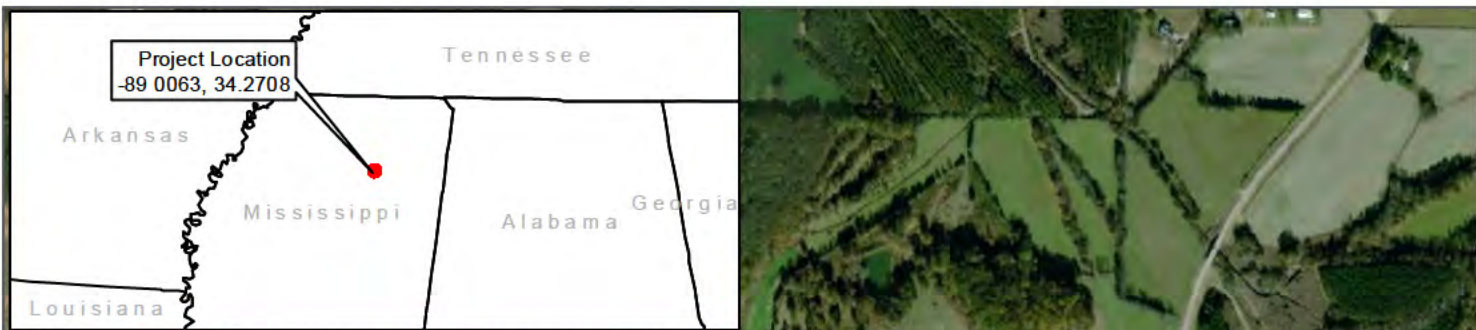 Project Location
-89 0063, 34.2708
Tennessee
Arkansas
Mississippi
Alabama
Georgia
Louisiana